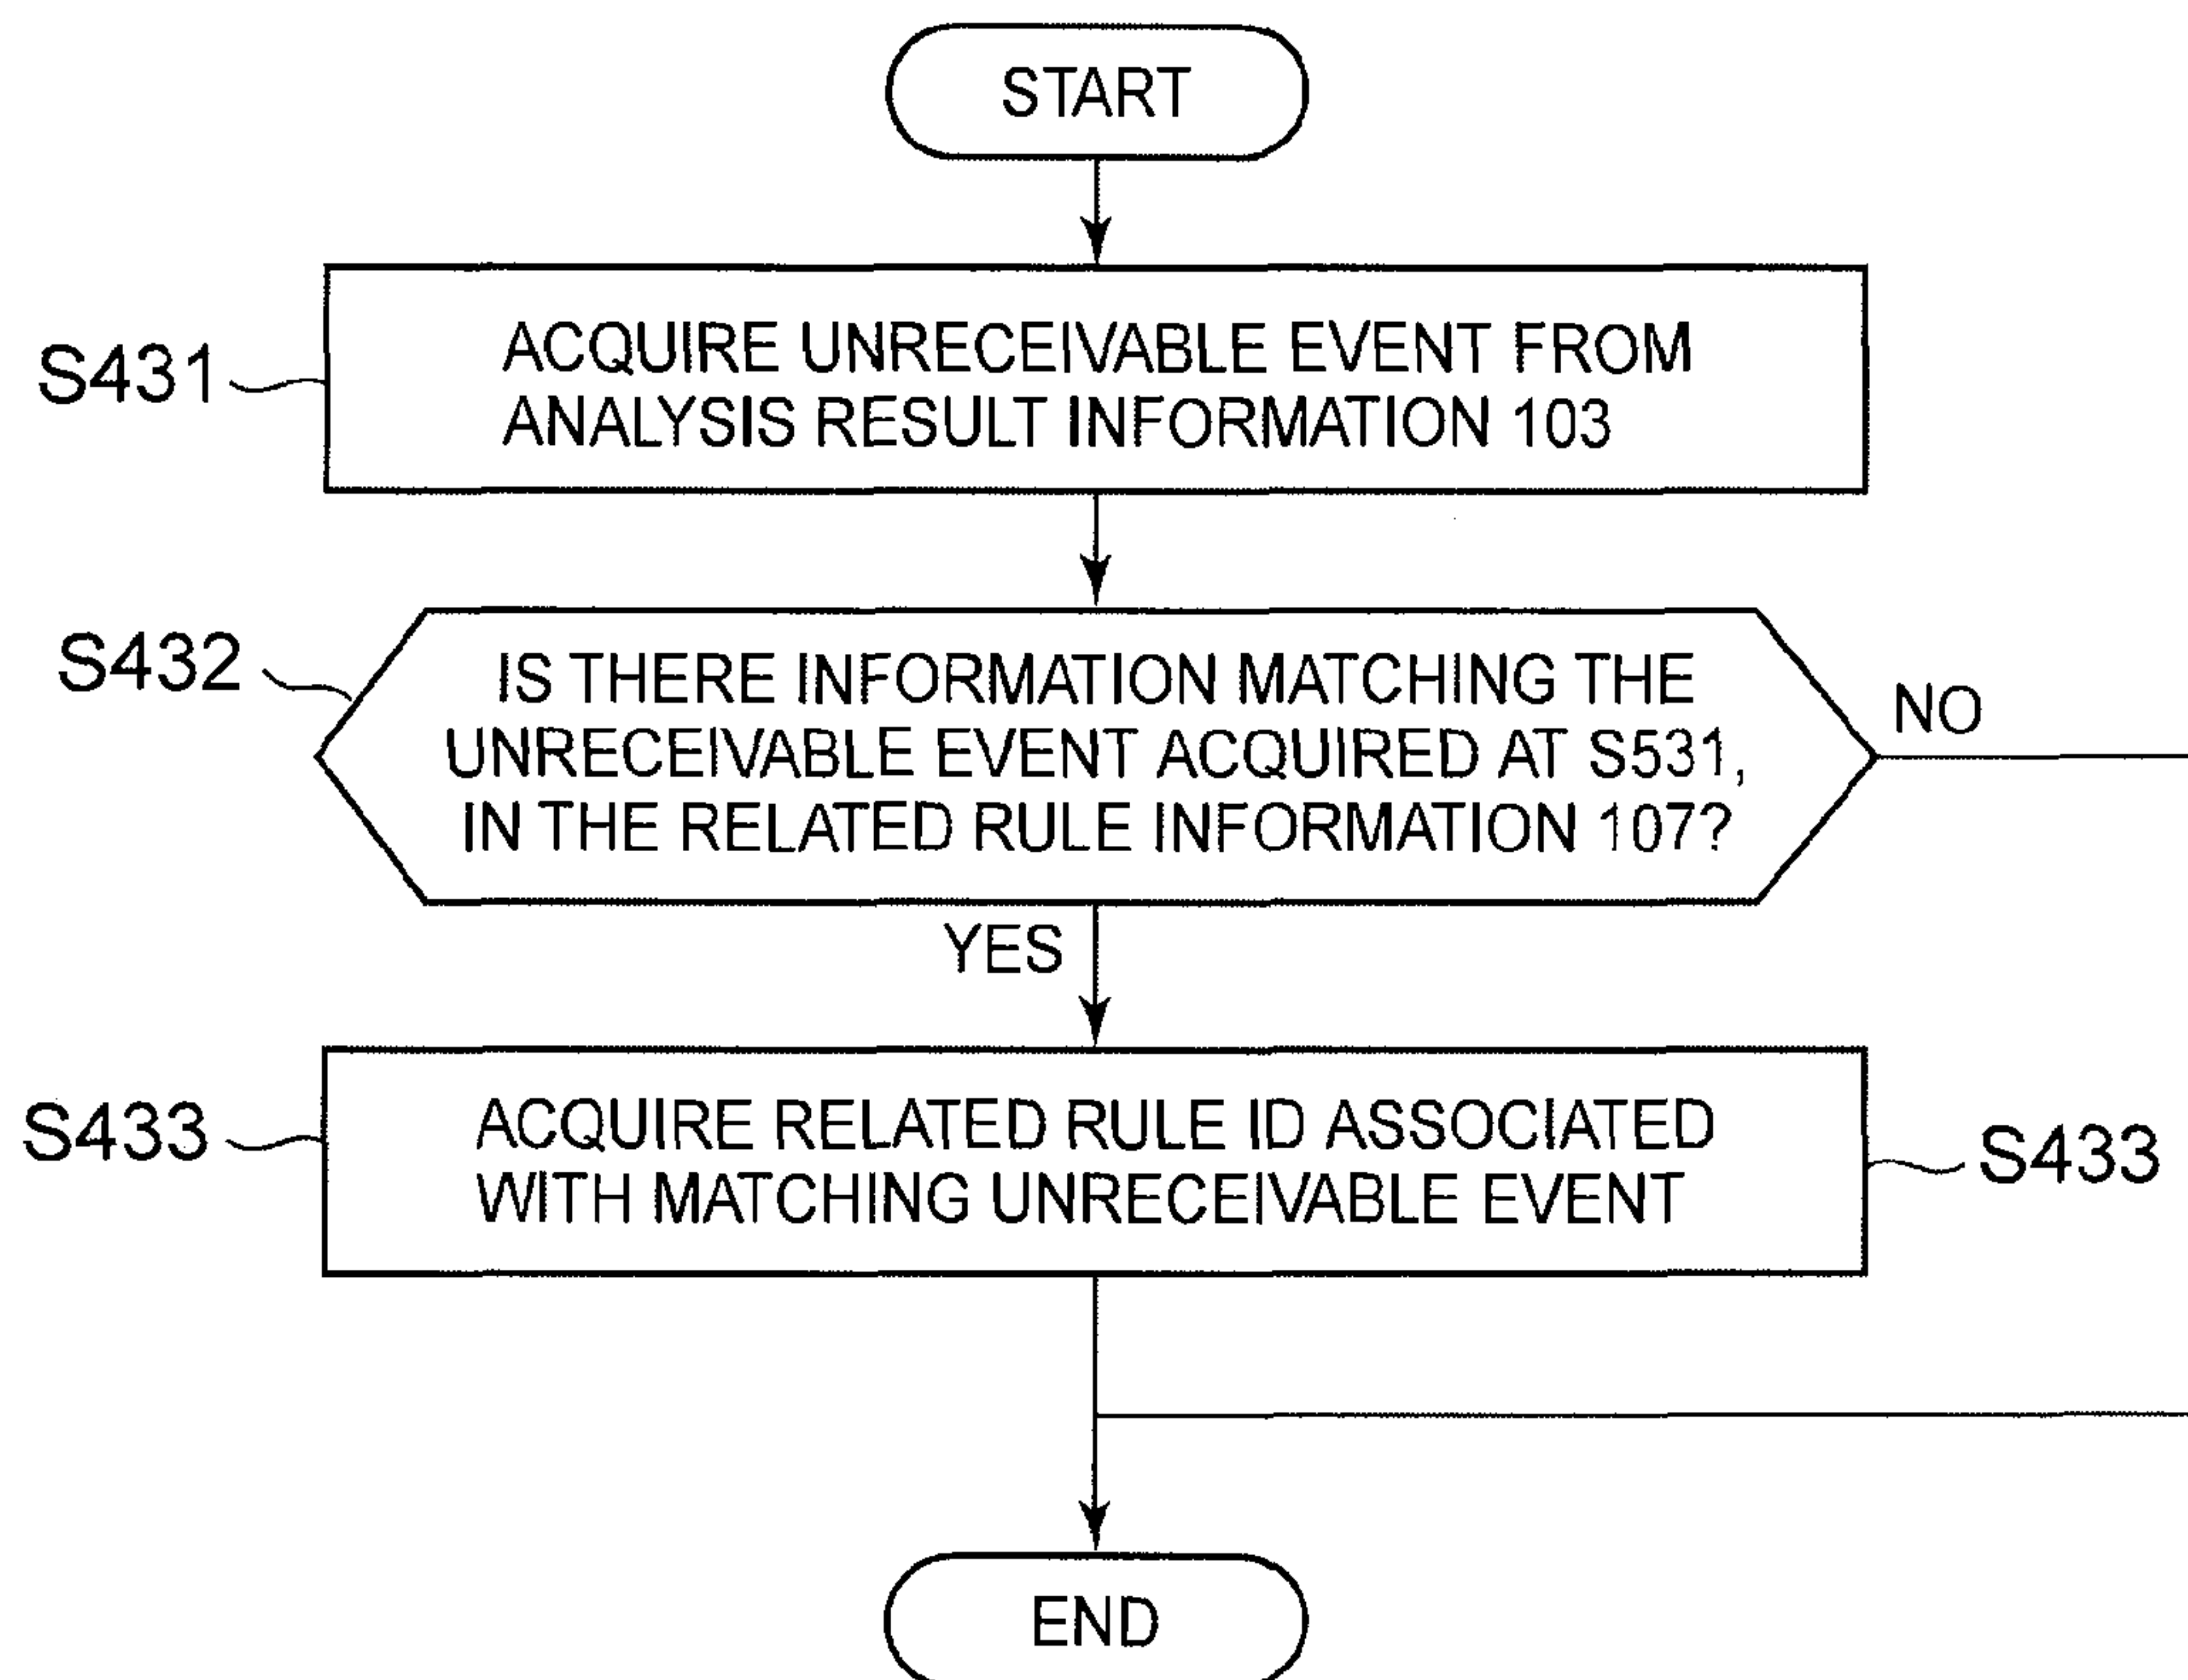 START
S431
ACQUIRE UNRECEIVABLE EVENT FROM
ANALYSIS RESULT INFORMATION 103
S432
IS THERE INFORMATION MATCHING THE
UNRECEIVABLE EVENT ACQUIRED AT S531,
IN THE RELATED RULE INFORMATION 107?
NO
YES
S433
ACQUIRE RELATED RULE ID ASSOCIATED
WITH MATCHING UNRECEIVABLE EVENT
S433
END